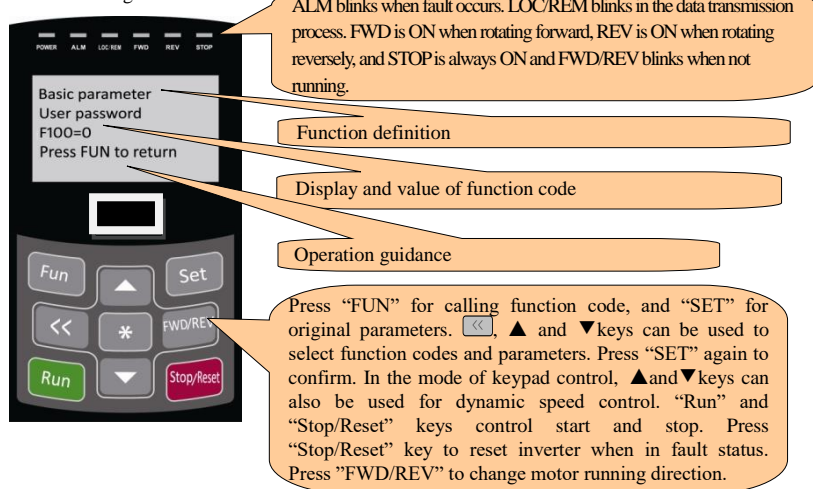 ALM blinks when fault occurs. LOC/REM blinks in the data transmission
process. FWD is ON when rotating forward, REV is ON when rotating
reversely, and STOP is always ON and FWD/REV blinks when not
running.
POWER ALM LOC/REM FWD REV STOP
Basic parameter
User password
F100=0
Press FUN to return
Function definition
Display and value of function code
Operation guidance
Fun
Set
<<
*
FWD/REV
Run
Stop/Reset
Press “FUN” for calling function code, and “SET” for
original parameters. <<, ▲ and ▼keys can be used to
select function codes and parameters. Press “SET” again to
confirm. In the mode of keypad control, ▲and▼keys can
also be used for dynamic speed control. “Run” and
“Stop/Reset” keys control start and stop. Press
“Stop/Reset” key to reset inverter when in fault status.
Press "FWD/REV" to change motor running direction.